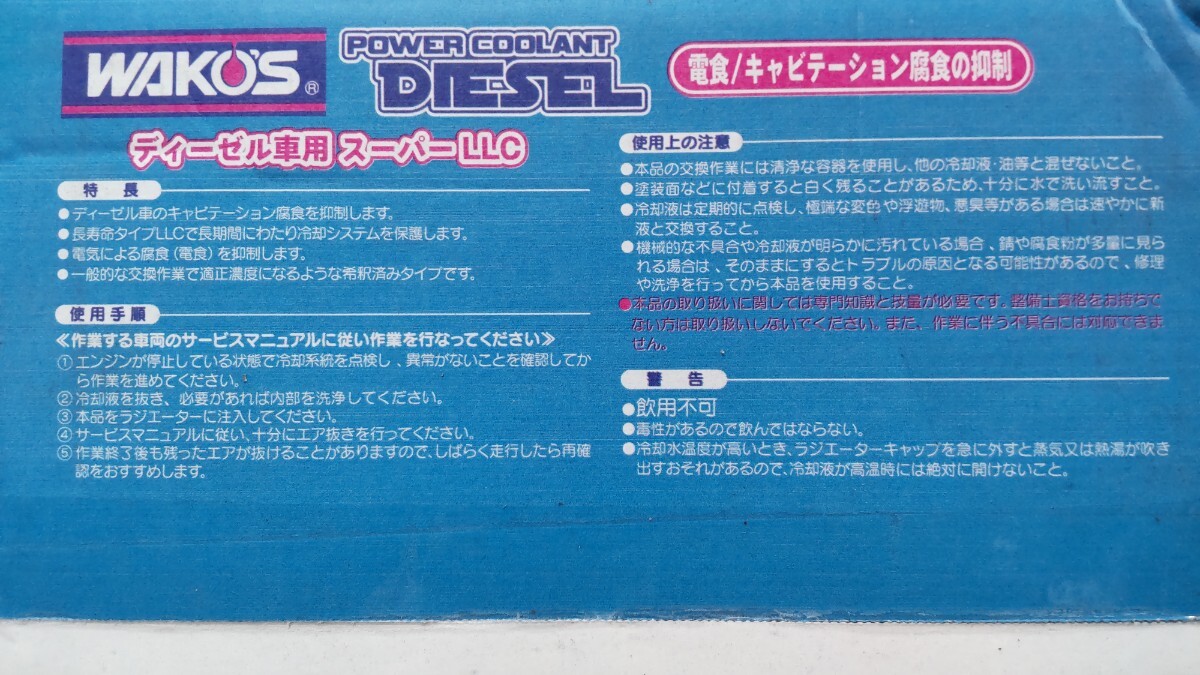 WAKO'S®
POWER COOLANT
DIESEL
電食/キャビテーション腐食の抑制
ディーゼル車用 スーパーLLC
特長
●ディーゼル車のキャビテーション腐食を抑制します。
●長寿命タイプLLCで長期間にわたり冷却システムを保護します。
●電気による腐食(電食)を抑制します。
●一般的な交換作業で適正濃度になるような希釈済みタイプです。
使用手順
≪作業する車両のサービスマニュアルに従い作業を行なってください≫
①エンジンが停止している状態で冷却系統を点検し、異常がないことを確認してか
ら作業を進めてください。
②冷却液を抜き、必要があれば内部を洗浄してください。
③本品をラジエーターに注入してください。
④サービスマニュアルに従い、十分にエア抜きを行ってください。
⑤作業終了後も残ったエアが抜けることがありますので、しばらく走行したら再確
認をおすすめします。
使用上の注意
●本品の交換作業には清浄な容器を使用し、他の冷却液・油等と混ぜないこと。
●塗装面などに付着すると白く残ることがあるため、十分に水で洗い流すこと。
●冷却液は定期的に点検し、極端な変色や浮遊物、悪臭等がある場合は速やかに新
液と交換すること。
●機械的な不具合や冷却液が明らかに汚れている場合、錆や腐食粉が多量に見ら
れる場合は、そのままにするとトラブルの原因となる可能性があるので、修理
や洗浄を行ってから本品を使用すること。
●本品の取り扱いに関しては専門知識と技量が必要です。整備士資格をお持ちで
ない方は取り扱いしないでください。また、作業に伴う不具合には対応できま
せん。
警告
●飲用不可
●毒性があるので飲んではならない。
●冷却水温度が高いとき、ラジエーターキャップを急に外すと蒸気又は熱湯が吹き
出すおそれがあるので、冷却液が高温時には絶対に開けないこと。